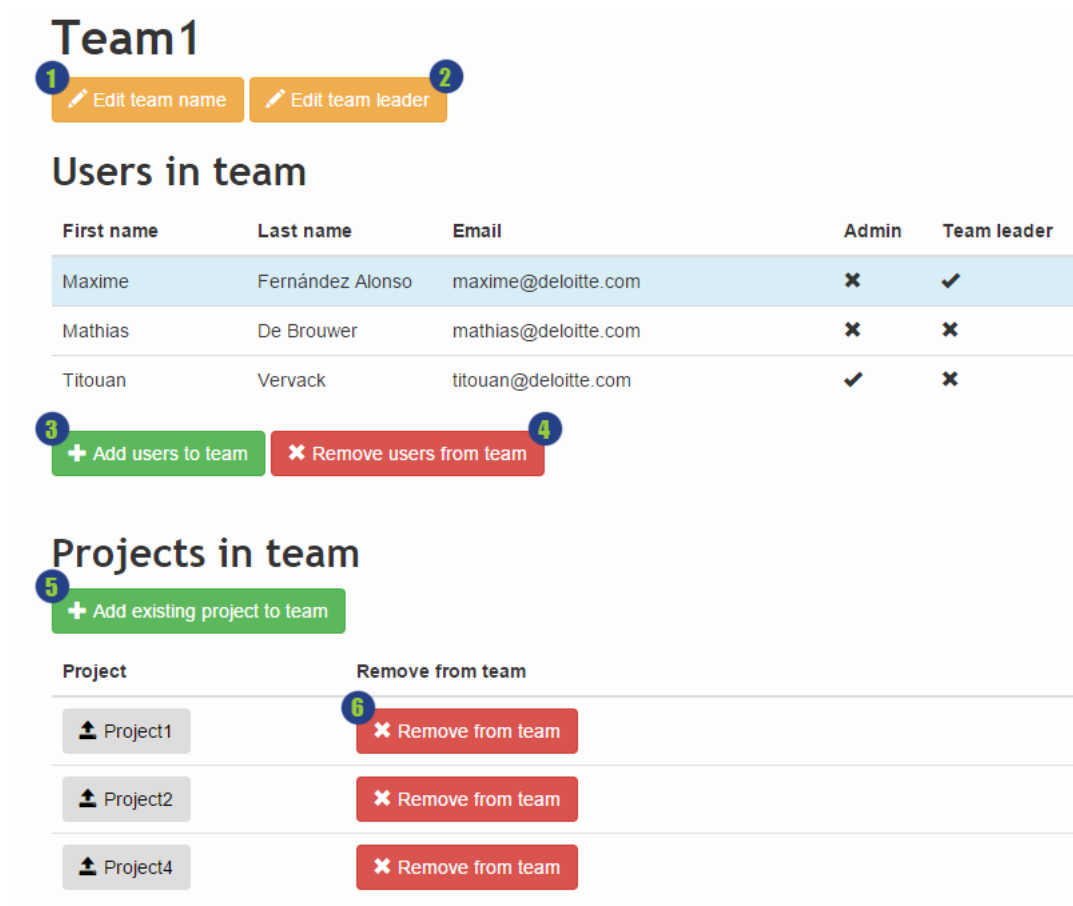 Team1
1 Edit team name 2 Edit team leader
Users in team
First name Last name Email Admin Team leader
Maxime Fernández Alonso maxime@deloitte.com
Mathias De Brouwer mathias@deloitte.com
Titouan Vervack titouan@deloitte.com
3 Add users to team 4 Remove users from team
Projects in team
5 Add existing project to team
Project Remove from team
Project1 6 Remove from team
Project2 Remove from team
Project4 Remove from team